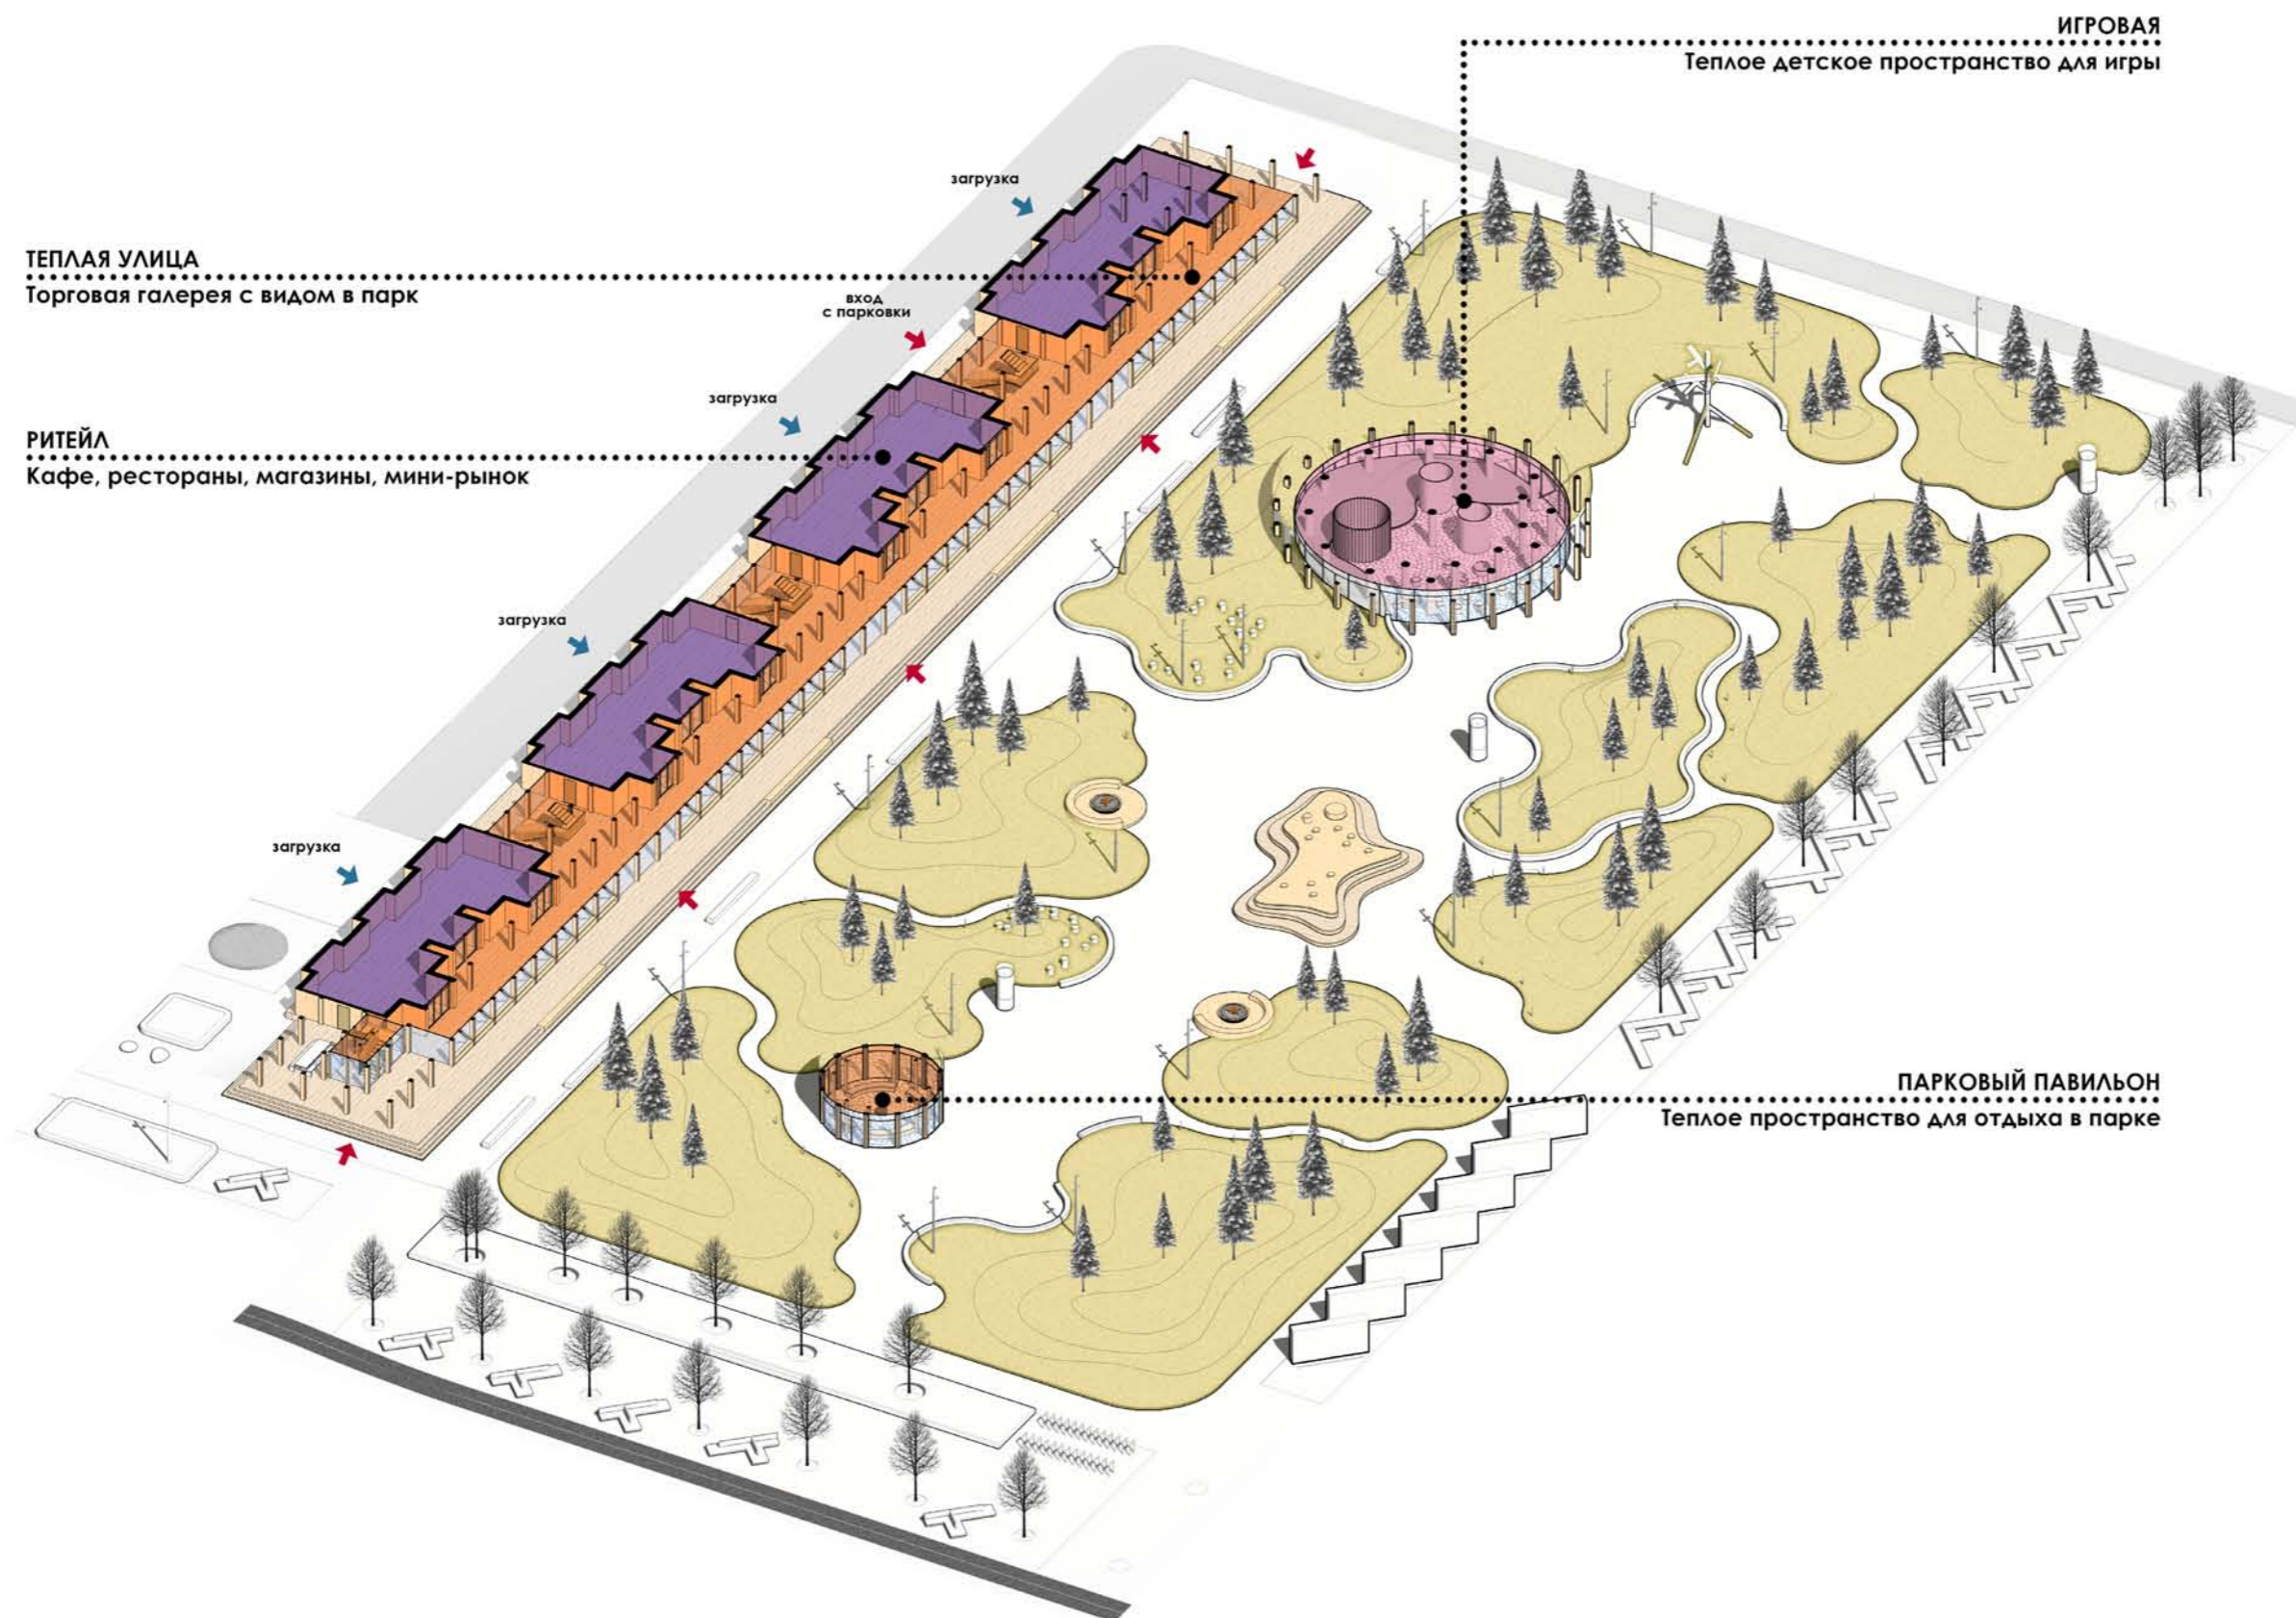 ИГРОВАЯ
Теплое детское пространство для игры
загрузка
ТЕПЛАЯ УЛИЦА
Торговая галерея с видом в парк
вход
с парковки
загрузка
РИТЕЙЛ
Кафе, рестораны, магазины, мини-рынок
загрузка
загрузка
ПАРКОВЫЙ ПАВИЛЬОН
Теплое пространство для отдыха в парке